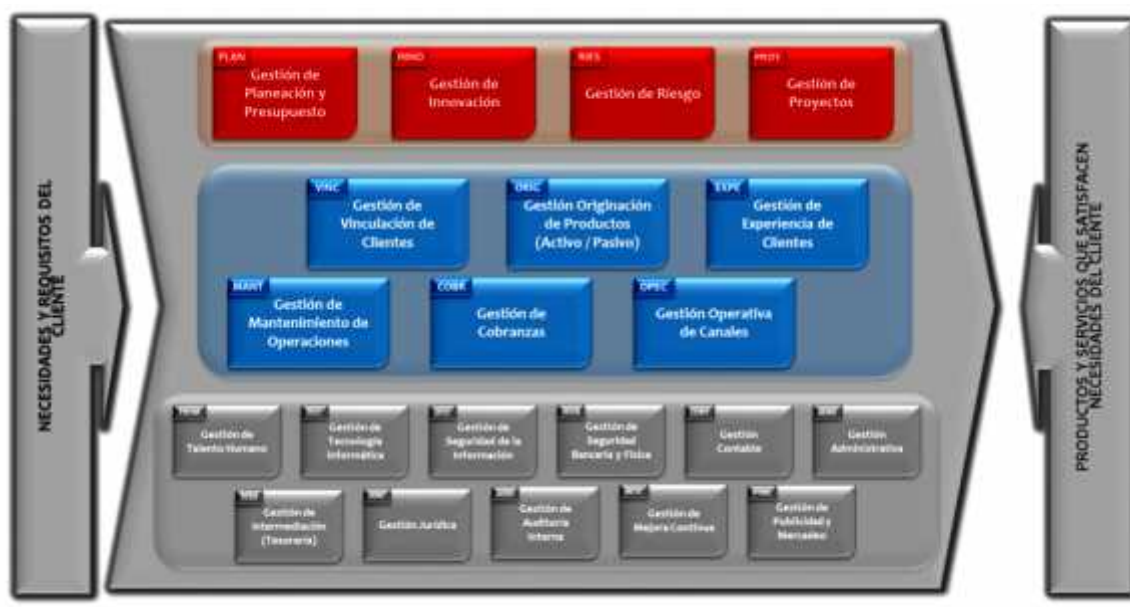 NECESIDADES Y REQUISITOS DEL
CLIENTE
PLAN
Gestión de
Planeación y
Presupuesto
INNO
Gestión de
Innovación
RIES
Gestión de Riesgo
PROY
Gestión de
Proyectos
VINC
Gestión de
Vinculación de
Clientes
ORIG
Gestión Originación
de Productos
(Activo / Pasivo)
EXPE
Gestión de
Experiencia de
Clientes
MANT
Gestión de
Mantenimiento de
Operaciones
COBR
Gestión de
Cobranzas
OPEC
Gestión Operativa
de Canales
Gestión de
Talento Humano
Gestión de
Tecnología
Informática
Gestión de
Seguridad de la
Información
Gestión de
Seguridad
Bancaria y Física
Gestión
Contable
Gestión
Administrativa
Gestión de
Intermediación
(Tesorería)
Gestión Jurídica
Gestión de
Auditoría
Interna
Gestión de
Mejora Continua
Gestión de
Publicidad y
Mercadeo
PRODUCTOS Y SERVICIOS QUE SATISFACEN
NECESIDADES DEL CLIENTE